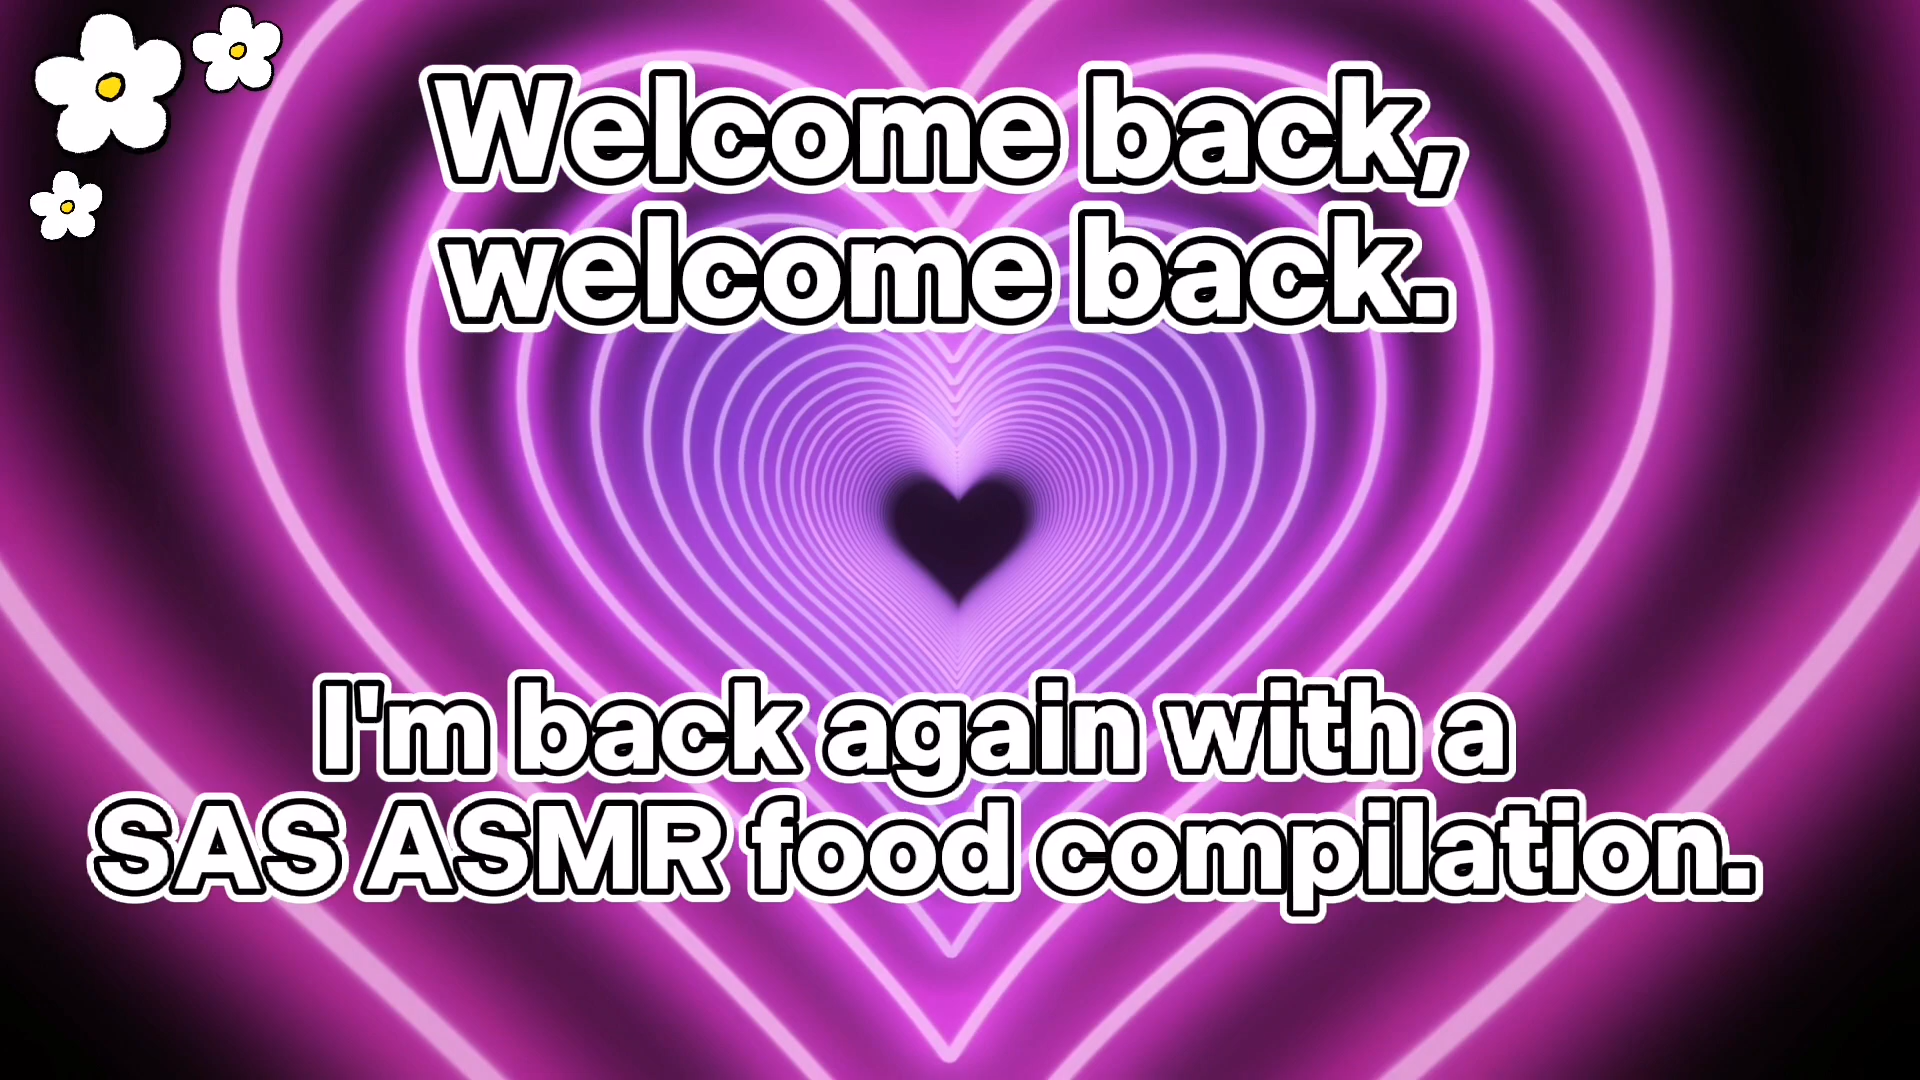 Welcome back,
welcome back.
I'm back again with a
SAS ASMR food compilation.